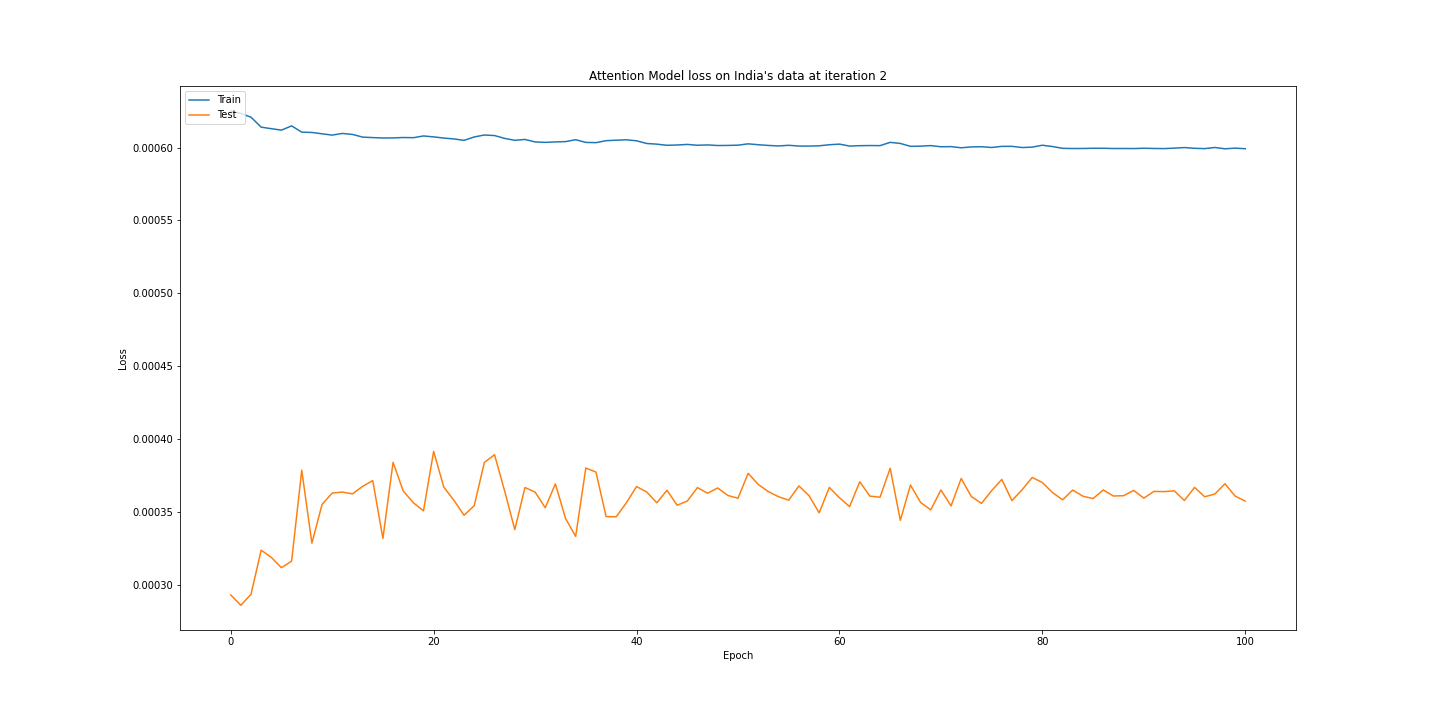 Attention Model loss on India's data at iteration 2
Train
Test
0.00060
0.00055
0.00050
0.00045
0.00040
0.00035
0.00030
Loss
0 20 40 60 80 100
Epoch